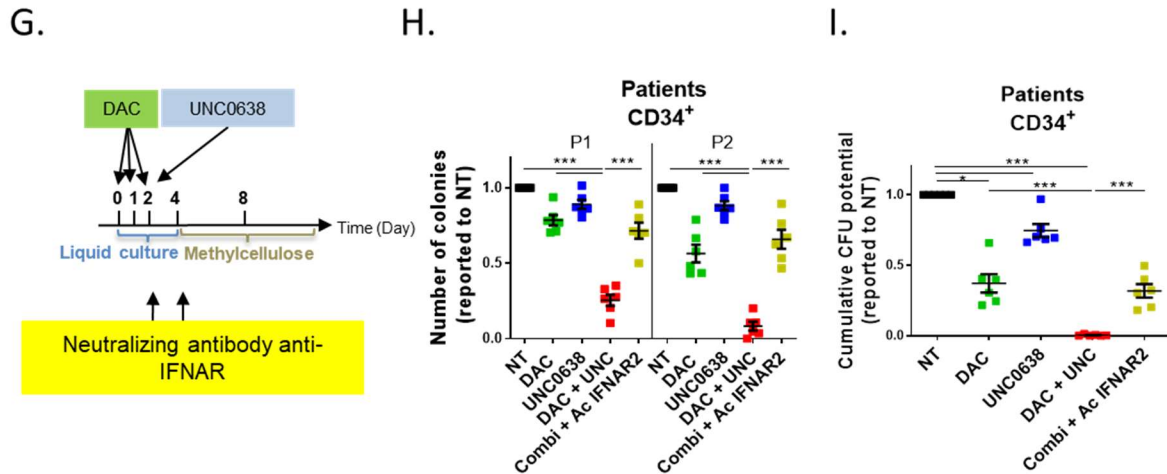 G.
DAC
UNC0638
0 1 2 4 8
Time (Day)
Liquid culture Methylcellulose
Neutralizing antibody anti-
IFNAR
H.
Patients
CD34+
P1 P2
*** *** *** ***
Number of colonies
(reported to NT)
1.0
0.5
0.0
NT
DAC
UNC0638
DAC + UNC
Combi + Ac IFNAR2
NT
DAC
UNC0638
DAC + UNC
Combi + Ac IFNAR2
I.
Patients
CD34+
***
***
* *** ***
Cumulative CFU potential
(reported to NT)
1.0
0.5
0.0
NT
DAC
UNC0638
DAC + UNC
Combi + Ac IFNAR2